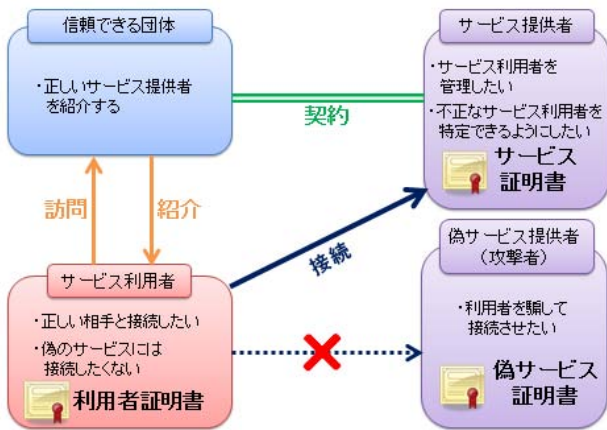 信頼できる団体
・正しいサービス提供者
を紹介する
契約
サービス提供者
・サービス利用者を
管理したい
・不正なサービス利用者を
特定できるようにしたい
サービス
証明書
訪問
紹介
接続
サービス利用者
・正しい相手と接続したい
・偽のサービスには
接続したくない
利用者証明書
偽サービス提供者
(攻撃者)
・利用者を騙して
接続させたい
偽サービス
証明書